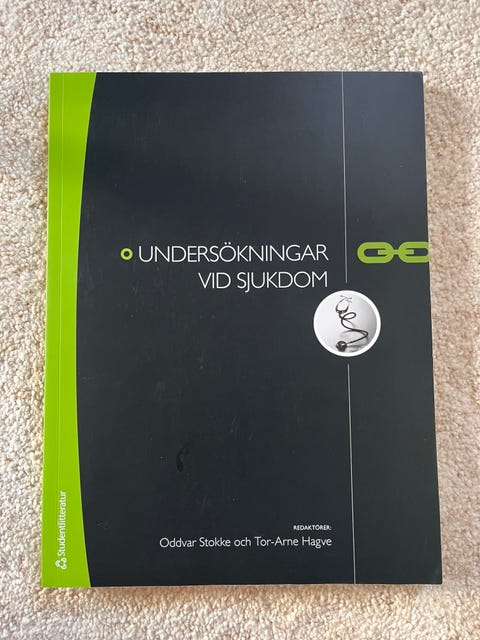 UNDERSÖKNINGAR
VID SJUKDOM
REDAKTÖRER:
Oddvar Stokke och Tor-Arne Hagve
Studentlitteratur